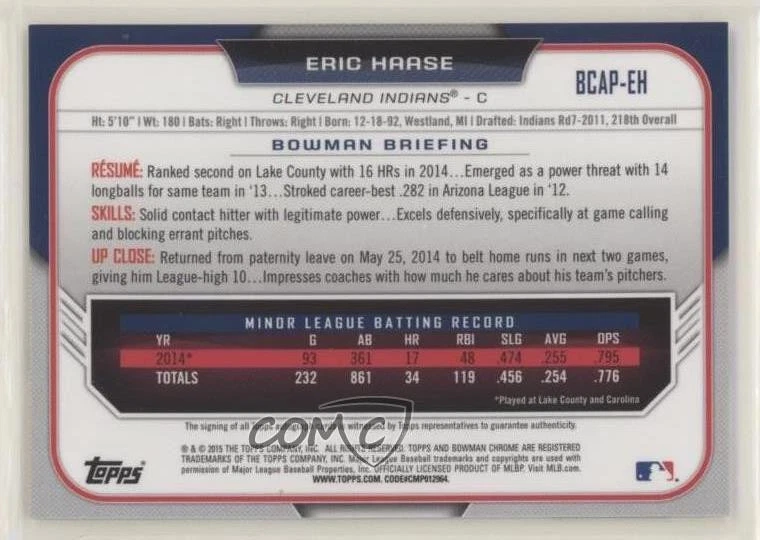 ERIC HAASE
BCAP-EH
CLEVELAND INDIANS® - C
Ht: 5'10" | Wt: 180 | Bats: Right | Throws: Right | Born: 12-18-92, Westland, MI | Drafted: Indians Rd7-2011, 218th Overall
BOWMAN BRIEFING
RÉSUMÉ: Ranked second on Lake County with 16 HRs in 2014...Emerged as a power threat with 14
longballs for same team in '13...Stroked career-best .282 in Arizona League in '12.
SKILLS: Solid contact hitter with legitimate power...Excels defensively, specifically at game calling
and blocking errant pitches.
UP CLOSE: Returned from paternity leave on May 25, 2014 to belt home runs in next two games,
giving him League-high 10...Impresses coaches with how much he cares about his team's pitchers.
MINOR LEAGUE BATTING RECORD
YR G AB HR RBI SLG AVG OPS
2014* 93 361 17 48 .474 .255 .795
TOTALS 232 861 34 119 .456 .254 .776
*Played at Lake County and Carolina
The signing of all Topps autograph cards is witnessed by Topps representatives to guarantee authenticity.
COMC
® & © 2015 THE TOPPS COMPANY, INC. ALL RIGHTS RESERVED. TOPPS AND BOWMAN CHROME ARE REGISTERED
TRADEMARKS OF THE TOPPS COMPANY, INC. Major League Baseball trademarks and copyrights are used with
permission of Major League Baseball Properties, Inc. OFFICIALLY LICENSED PRODUCT OF MLBP. Visit MLB.com.
WWW.TOPPS.COM. CODE#CMP012964.
TOPPS